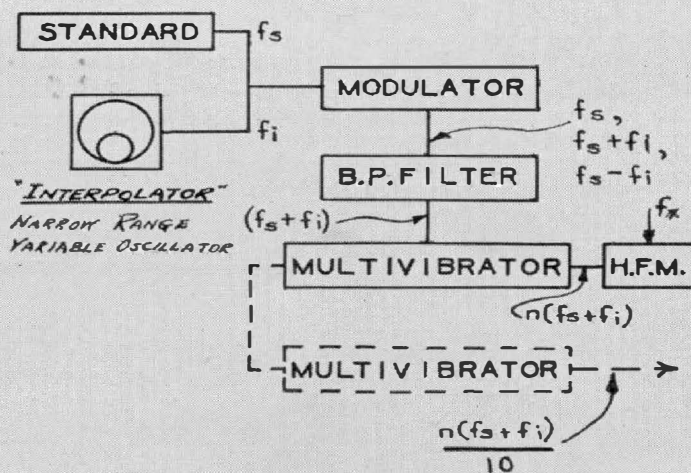 STANDARD
fs
fi
"INTERPOLATOR"
NARROW RANGE
VARIABLE OSCILLATOR
MODULATOR
fs,
fs+fi,
fs-fi
B.P. FILTER
(fs+fi)
MULTIVIBRATOR
fx
H.F.M.
n(fs+fi)
MULTIVIBRATOR
n(fs+fi)
10